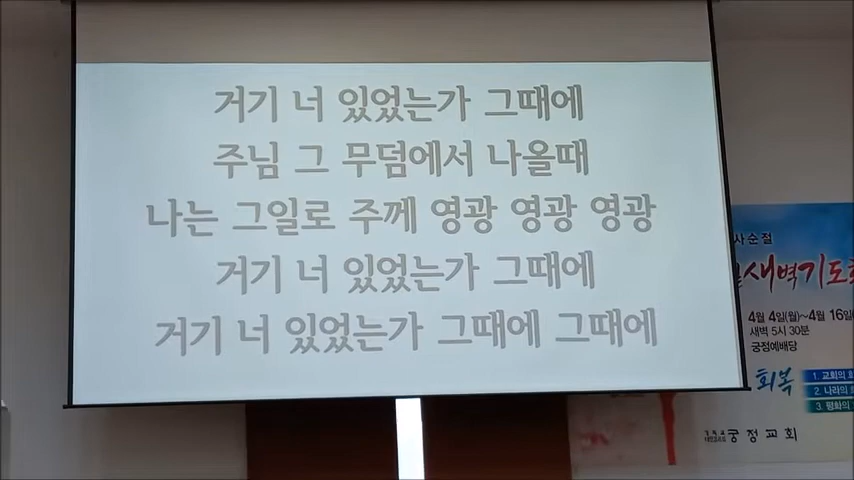 거기 너 있었는가 그때에
주님 그 무덤에서 나올때
나는 그일로 주께 영광 영광 영광
거기 너 있었는가 그때에
거기 너 있었는가 그때에 그때에
사순절
새벽기도회
4월 4일(월)~4월 16일
새벽 5시 30분
궁정예배당
회복
1. 교회의
2. 나라의
3. 평화의
궁정교회